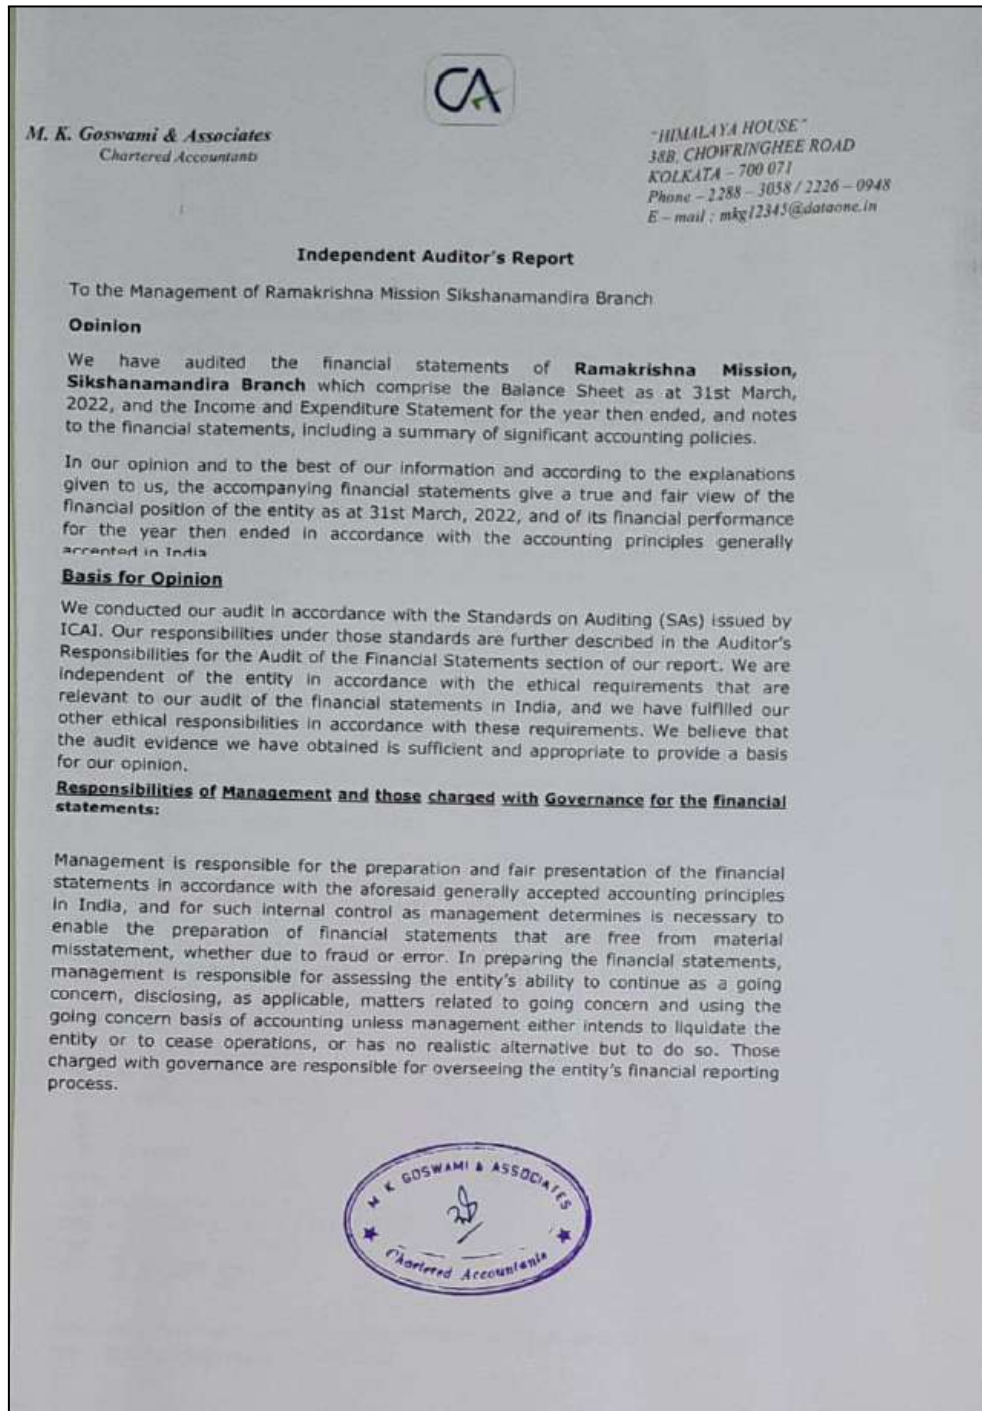 CA
M. K. Goswami & Associates
Chartered Accountants
"HIMALAYA HOUSE"
38B, CHOWRINGHEE ROAD
KOLKATA – 700 071
Phone – 2288 – 3058 / 2226 – 0948
E – mail : mkg12345@dataone.in
Independent Auditor's Report
To the Management of Ramakrishna Mission Sikshanamandira Branch
Opinion
We have audited the financial statements of Ramakrishna Mission,
Sikshanamandira Branch which comprise the Balance Sheet as at 31st March,
2022, and the Income and Expenditure Statement for the year then ended, and notes
to the financial statements, including a summary of significant accounting policies.
In our opinion and to the best of our information and according to the explanations
given to us, the accompanying financial statements give a true and fair view of the
financial position of the entity as at 31st March, 2022, and of its financial performance
for the year then ended in accordance with the accounting principles generally
accepted in India
Basis for Opinion
We conducted our audit in accordance with the Standards on Auditing (SAs) issued by
ICAI. Our responsibilities under those standards are further described in the Auditor's
Responsibilities for the Audit of the Financial Statements section of our report. We are
independent of the entity in accordance with the ethical requirements that are
relevant to our audit of the financial statements in India, and we have fulfilled our
other ethical responsibilities in accordance with these requirements. We believe that
the audit evidence we have obtained is sufficient and appropriate to provide a basis
for our opinion.
Responsibilities of Management and those charged with Governance for the financial
statements:
Management is responsible for the preparation and fair presentation of the financial
statements in accordance with the aforesaid generally accepted accounting principles
in India, and for such internal control as management determines is necessary to
enable the preparation of financial statements that are free from material
misstatement, whether due to fraud or error. In preparing the financial statements,
management is responsible for assessing the entity's ability to continue as a going
concern, disclosing, as applicable, matters related to going concern and using the
going concern basis of accounting unless management either intends to liquidate the
entity or to cease operations, or has no realistic alternative but to do so. Those
charged with governance are responsible for overseeing the entity's financial reporting
process.
M K GOSWAMI & ASSOCIATES
Chartered Accountants